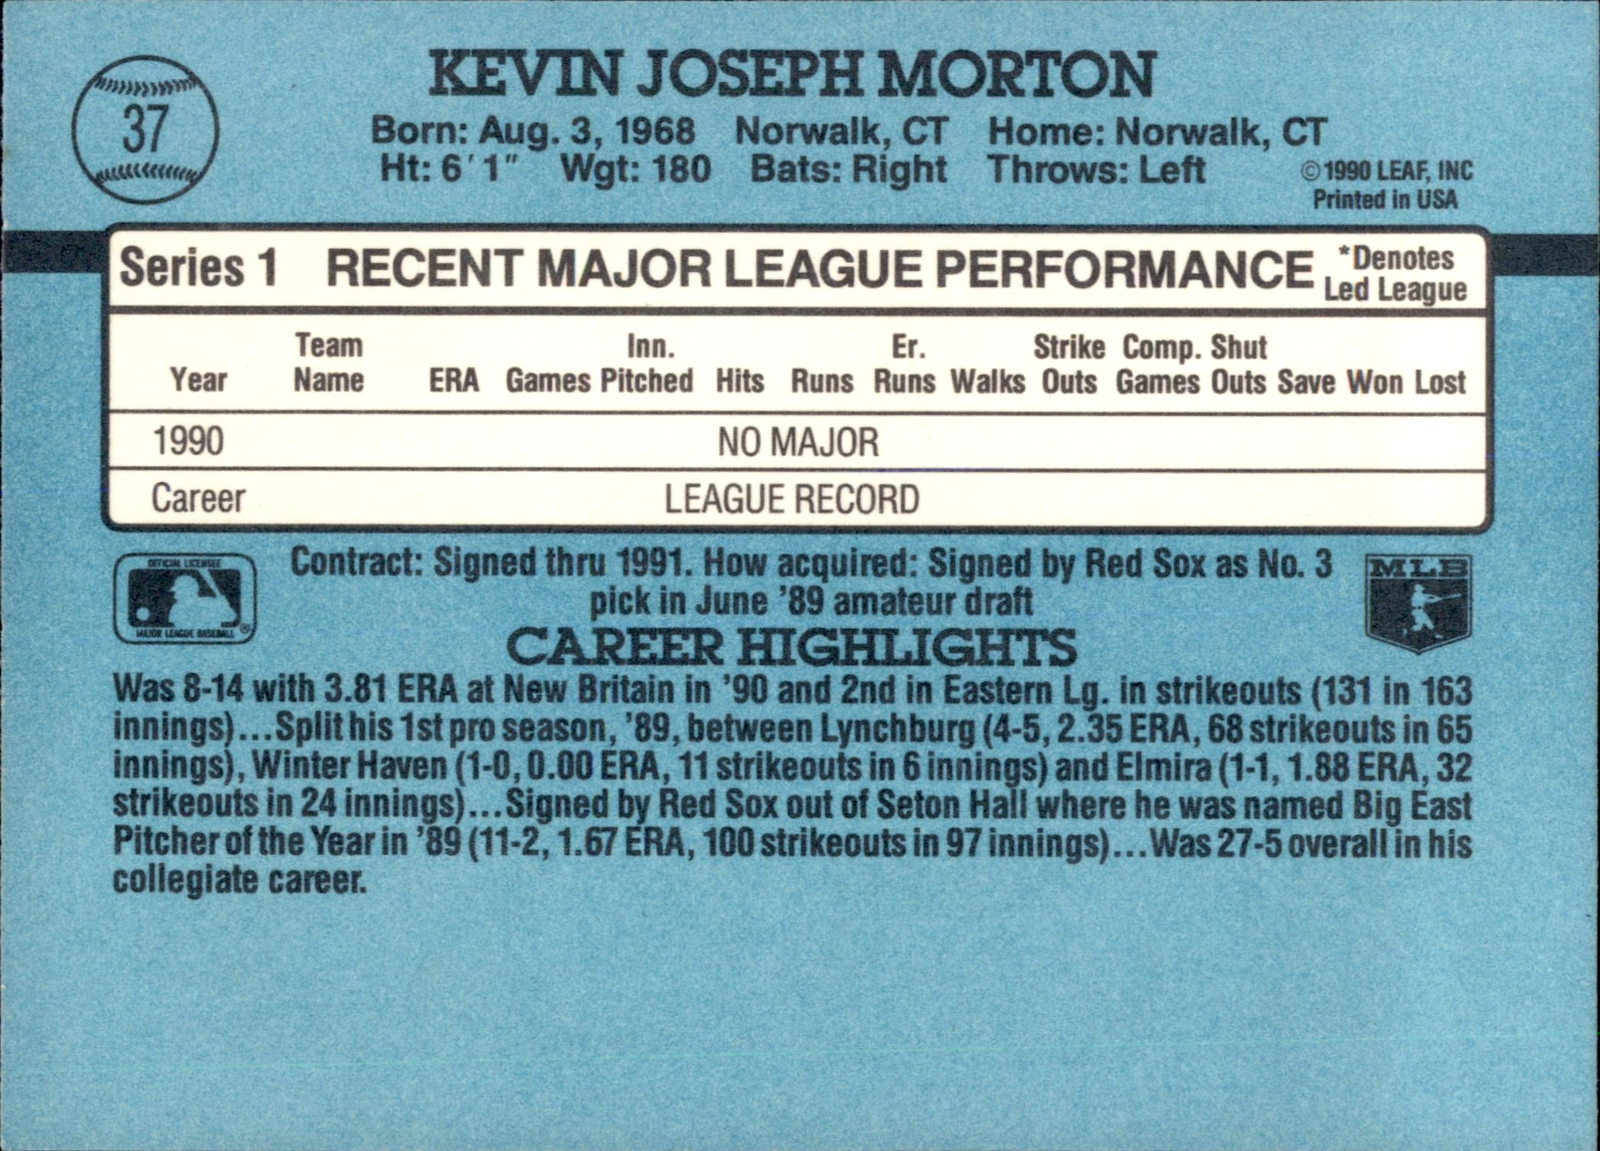 37
KEVIN JOSEPH MORTON
Born: Aug. 3, 1968 Norwalk, CT Home: Norwalk, CT
Ht: 6'1" Wgt: 180 Bats: Right Throws: Left
©1990 LEAF, INC
Printed in USA
Series 1 RECENT MAJOR LEAGUE PERFORMANCE *Denotes
Led League
Team Inn. Er. Strike Comp. Shut
Year Name ERA Games Pitched Hits Runs Runs Walks Outs Games Outs Save Won Lost
1990 NO MAJOR
Career LEAGUE RECORD
OFFICIAL LICENSEE
MAJOR LEAGUE BASEBALL ®
Contract: Signed thru 1991. How acquired: Signed by Red Sox as No. 3
pick in June '89 amateur draft
MLB
CAREER HIGHLIGHTS
Was 8-14 with 3.81 ERA at New Britain in '90 and 2nd in Eastern Lg. in strikeouts (131 in 163
innings)...Split his 1st pro season, '89, between Lynchburg (4-5, 2.35 ERA, 68 strikeouts in 65
innings), Winter Haven (1-0, 0.00 ERA, 11 strikeouts in 6 innings) and Elmira (1-1, 1.88 ERA, 32
strikeouts in 24 innings)...Signed by Red Sox out of Seton Hall where he was named Big East
Pitcher of the Year in '89 (11-2, 1.67 ERA, 100 strikeouts in 97 innings)...Was 27-5 overall in his
collegiate career.